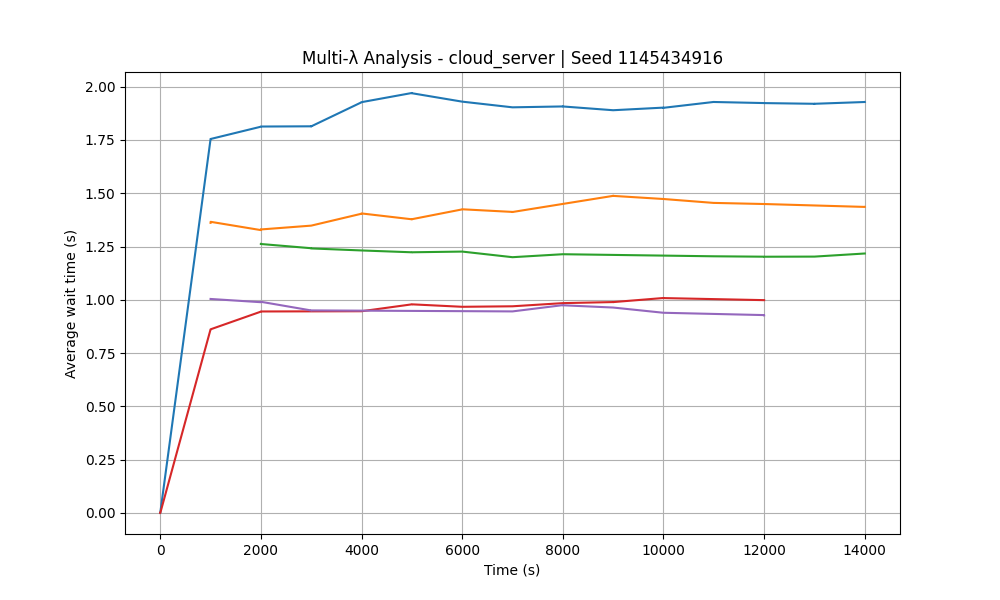 Multi-λ Analysis - cloud_server | Seed 1145434916
Average wait time (s)
2.00
1.75
1.50
1.25
1.00
0.75
0.50
0.25
0.00
0 2000 4000 6000 8000 10000 12000 14000
Time (s)